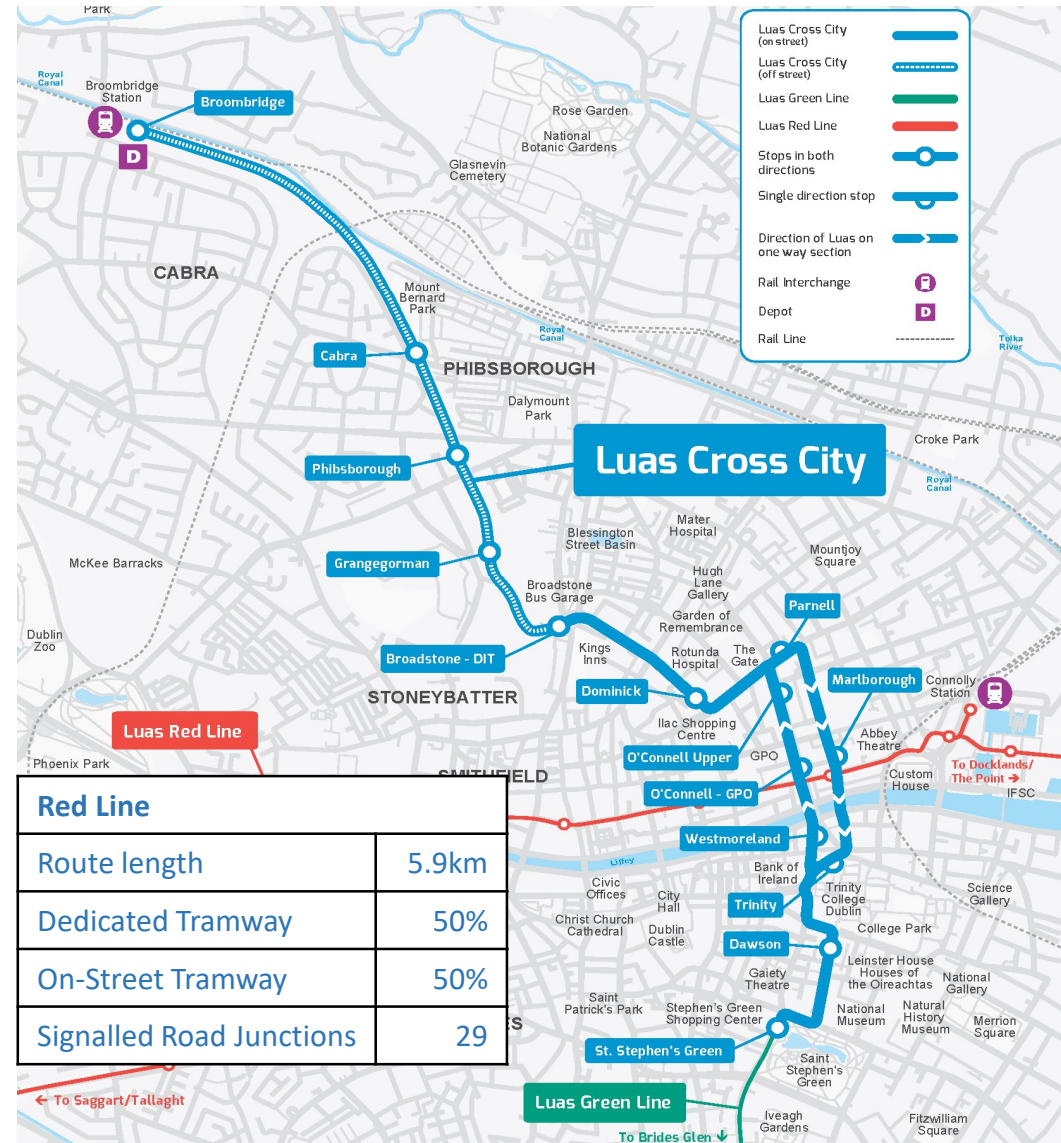 Park
Royal
Canal
Broombridge
Station
Broombridge
D
Rose Garden
National
Botanic Gardens
Glasnevin
Cemetery
CABRA
Mount
Bernard
Park
Royal
Canal
Cabra
PHIBSBOROUGH
Dalymount
Park
Phibsborough
Luas Cross City
Croke Park
Royal
Canal
Tolka
River
Luas Cross City
(on street)
Luas Cross City
(off street)
Luas Green Line
Luas Red Line
Stops in both
directions
Single direction stop
Direction of Luas on
one way section
Rail Interchange
Depot
D
Rail Line
McKee Barracks
Grangegorman
Blessington
Street Basin
Mater
Hospital
Mountjoy
Square
Hugh
Lane
Gallery
Broadstone
Bus Garage
Garden of
Remembrance
Parnell
Dublin
Zoo
Broadstone - DIT
Kings
Inns
Rotunda
Hospital
The
Gate
Marlborough
Connolly
Station
STONEYBATTER
Dominick
Ilac Shopping
Centre
Luas Red Line
O'Connell Upper
GPO
Abbey
Theatre
Phoenix Park
SMITHFIELD
O'Connell - GPO
Custom
House
To Docklands/
The Point →
IFSC
Red Line
Route length 5.9km
Dedicated Tramway 50%
On-Street Tramway 50%
Signalled Road Junctions 29
Westmoreland
Liffey
Bank of
Ireland
Civic
Offices
City
Hall
Trinity
Trinity
College
Dublin
Science
Gallery
Christ Church
Cathedral
Dublin
Castle
College Park
Dawson
Leinster House
Houses of
the Oireachtas
Gaiety
Theatre
National
Gallery
Saint
Patrick's Park
Stephen's Green
Shopping Center
National
Museum
Natural
History
Museum
Merrion
Square
ES
St. Stephen's Green
Saint
Stephen's
Green
← To Saggart/Tallaght
Luas Green Line
Iveagh
Gardens
Fitzwilliam
Square
To Brides Glen ↓